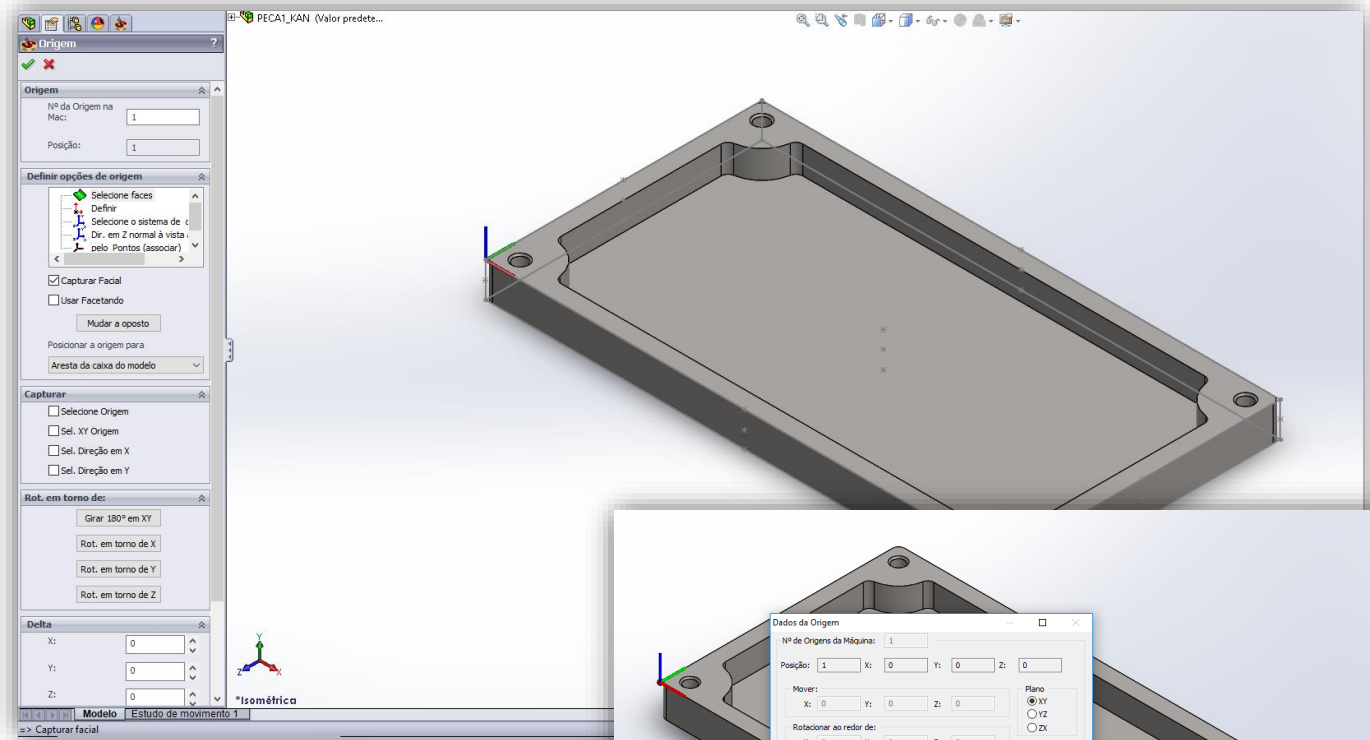 PECA1_KAN (Valor predete...
Origem
?
Origem
Nº da Origem na
Mac:
1
Posição:
1
Definir opções de origem
Selecione faces
Definir
Selecione o sistema de
Dir. em Z normal à vista
pelo Pontos (associar)
Capturar Facial
Usar Facetando
Mudar a oposto
Posicionar a origem para
Aresta da caixa do modelo
Capturar
Selecione Origem
Sel. XY Origem
Sel. Direção em X
Sel. Direção em Y
Rot. em torno de:
Girar 180° em XY
Rot. em torno de X
Rot. em torno de Y
Rot. em torno de Z
Delta
X: 0
Y: 0
Z: 0
Y
Z X
*Isométrica
Modelo Estudo de movimento 1
=> Capturar facial
Dados da Origem
Nº de Origens da Máquina: 1
Posição: 1 X: 0 Y: 0 Z: 0
Mover:
X: 0 Y: 0 Z: 0
Plano
XY
YZ
ZX
Rotacionar ao redor de: